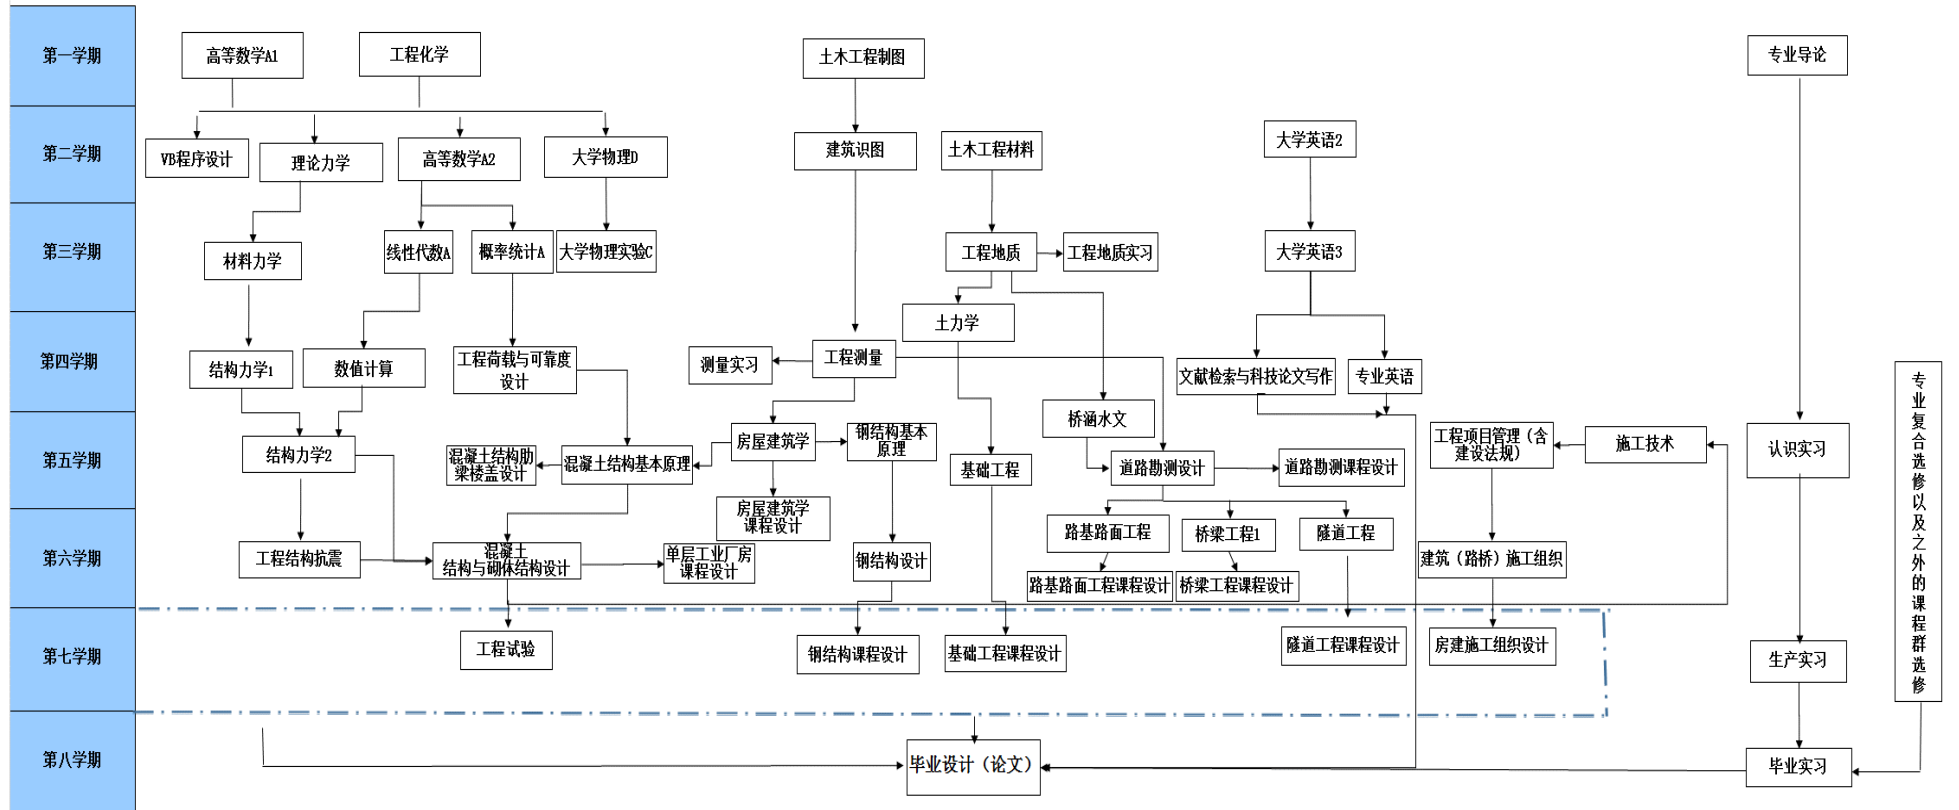 第一学期
高等数学A1
工程化学
土木工程制图
专业导论
第二学期
VB程序设计
理论力学
高等数学A2
大学物理D
建筑识图
土木工程材料
大学英语2
第三学期
材料力学
线性代数A
概率统计A
大学物理实验C
工程地质
工程地质实习
大学英语3
土力学
第四学期
结构力学1
数值计算
工程荷载与可靠度
设计
测量实习
工程测量
文献检索与科技论文写作
专业英语
专业复合选修以及之外的课程群选修
桥涵水文
第五学期
结构力学2
混凝土结构肋
梁楼盖设计
混凝土结构基本原理
房屋建筑学
钢结构基本
原理
基础工程
道路勘测设计
道路勘测课程设计
工程项目管理（含
建设法规）
施工技术
认识实习
房屋建筑学
课程设计
第六学期
工程结构抗震
混凝土
结构与砌体结构设计
单层工业厂房
课程设计
钢结构设计
路基路面工程
桥梁工程1
隧道工程
路基路面工程课程设计
桥梁工程课程设计
建筑（路桥）施工组织
第七学期
工程试验
钢结构课程设计
基础工程课程设计
隧道工程课程设计
房建施工组织设计
生产实习
第八学期
毕业设计（论文）
毕业实习